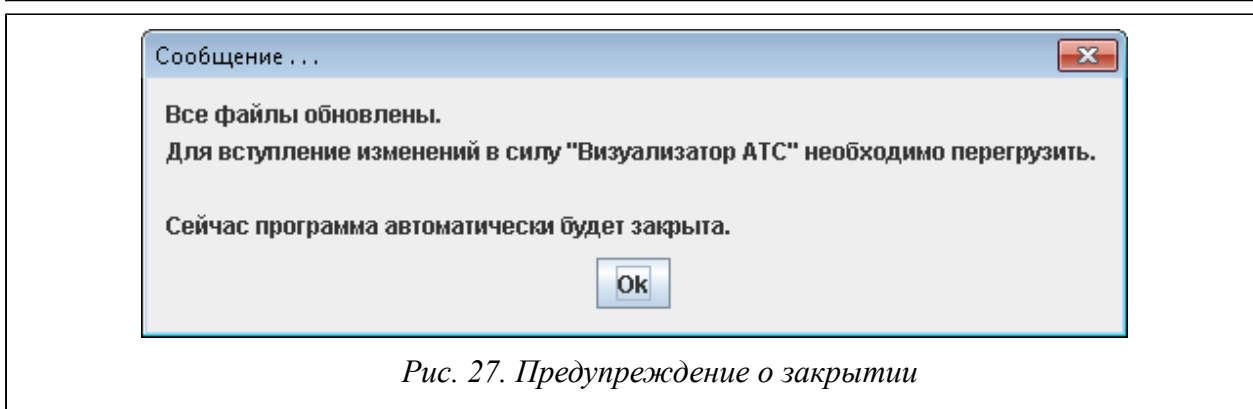 Сообщение . . .
Все файлы обновлены.
Для вступление изменений в силу "Визуализатор АТС" необходимо перегрузить.
Сейчас программа автоматически будет закрыта.
Ok
Рис. 27. Предупреждение о закрытии